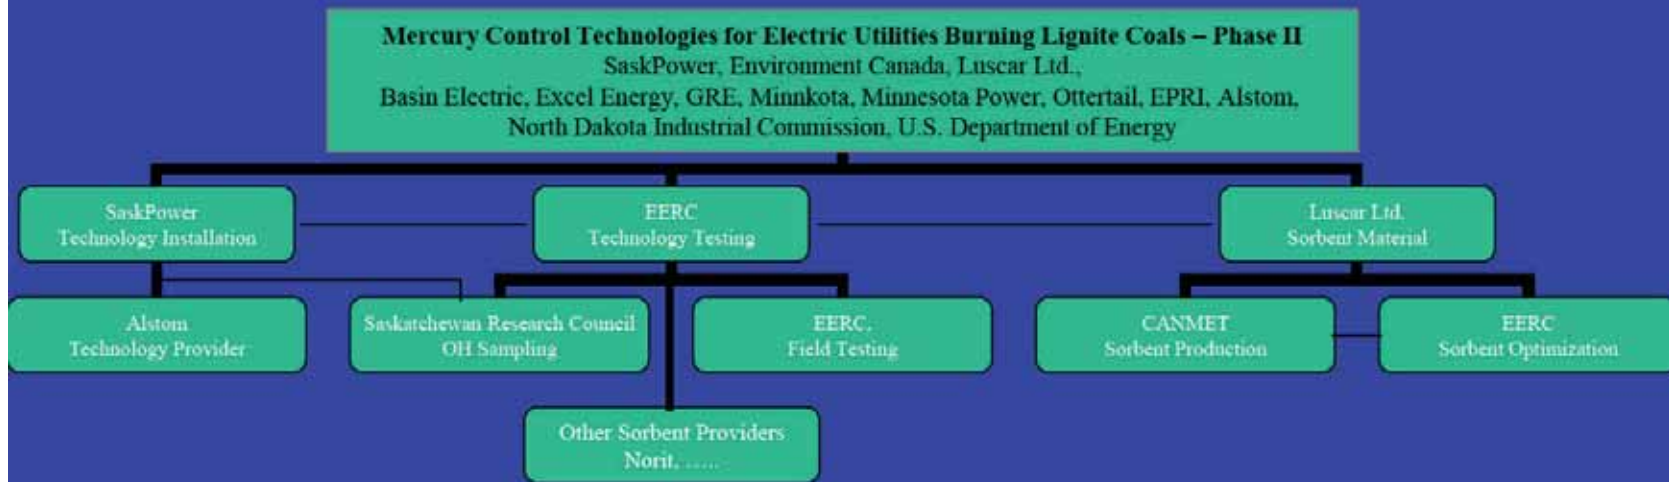 Mercury Control Technologies for Electric Utilities Burning Lignite Coals – Phase II
SaskPower, Environment Canada, Luscar Ltd.,
Basin Electric, Excel Energy, GRE, Minnkota, Minnesota Power, Ottertail, EPRI, Alstom,
North Dakota Industrial Commission, U.S. Department of Energy
SaskPower
Technology Installation
EERC
Technology Testing
Luscar Ltd.
Sorbent Material
Alstom
Technology Provider
Saskatchewan Research Council
OH Sampling
EERC,
Field Testing
CANMET
Sorbent Production
EERC
Sorbent Optimization
Other Sorbent Providers
Norit, …..